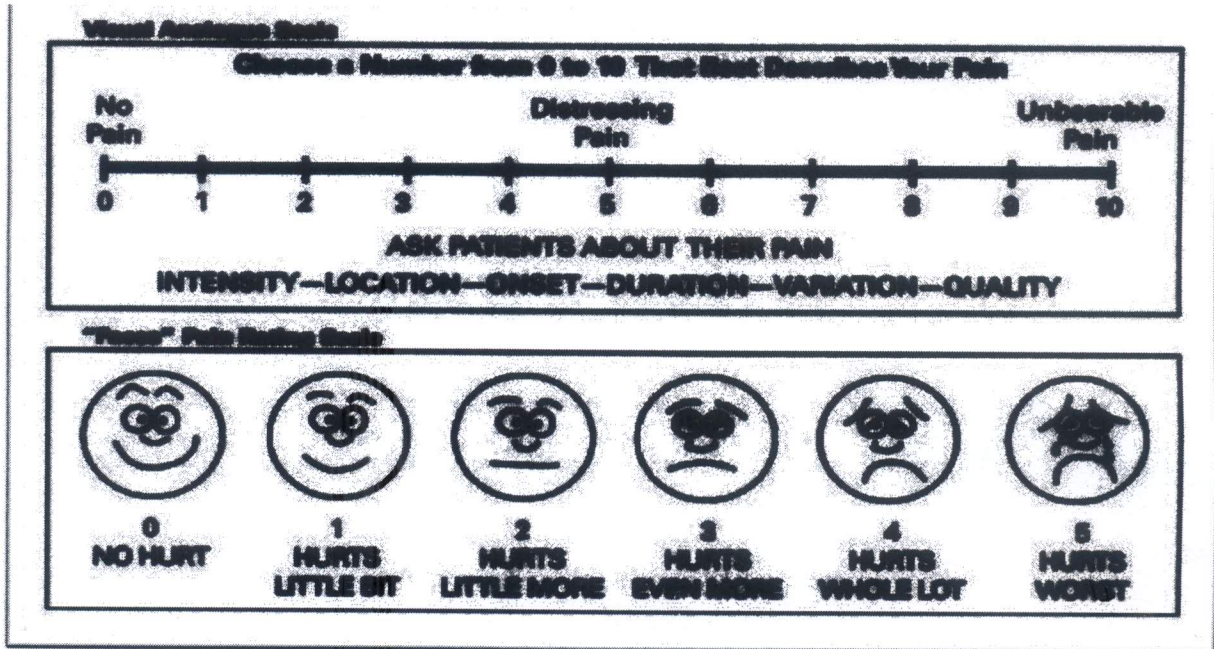 Visual Analogue Scale
Choose a Number from 0 to 10 That Best Describes Your Pain
No
Pain
Distressing
Pain
Unbearable
Pain
0 1 2 3 4 5 6 7 8 9 10
ASK PATIENTS ABOUT THEIR PAIN
INTENSITY—LOCATION—ONSET—DURATION—VARIATION—QUALITY
"Faces" Pain Rating Scale
0
NO HURT
1
HURTS
LITTLE BIT
2
HURTS
LITTLE MORE
3
HURTS
EVEN MORE
4
HURTS
WHOLE LOT
5
HURTS
WORST